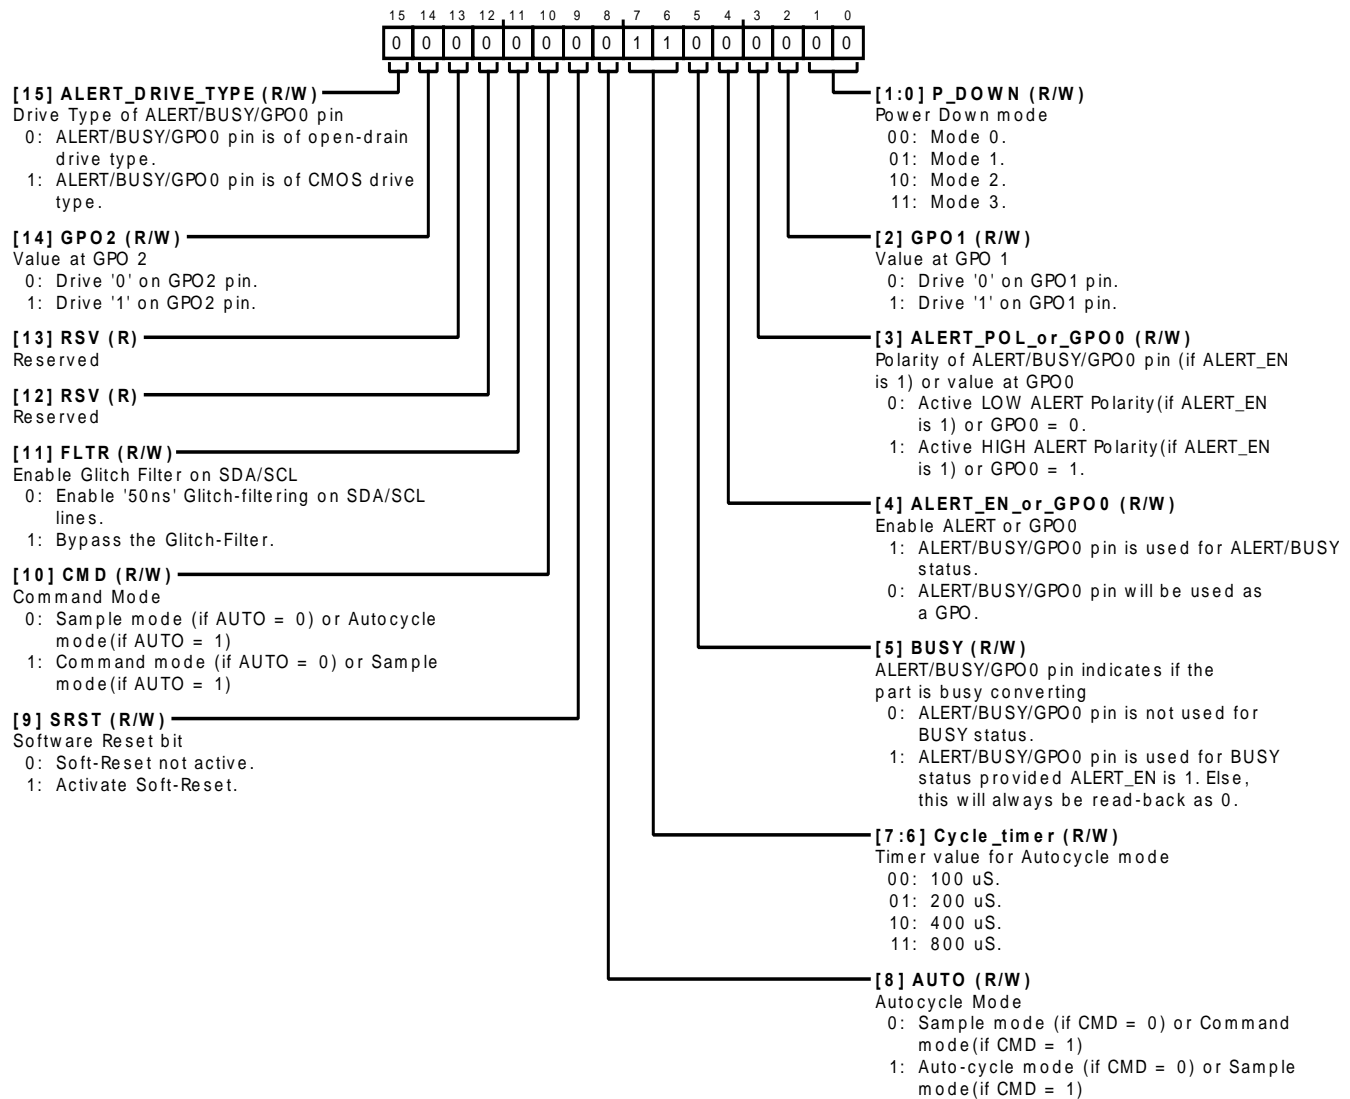 15 14 13 12 11 10 9 8 7 6 5 4 3 2 1 0
0 0 0 0 0 0 0 0 1 1 0 0 0 0 0 0
[15] ALERT_DRIVE_TYPE (R/W)
Drive Type of ALERT/BUSY/GPO0 pin
0: ALERT/BUSY/GPO0 pin is of open-drain
drive type.
1: ALERT/BUSY/GPO0 pin is of CMOS drive
type.
[14] GPO2 (R/W)
Value at GPO 2
0: Drive '0' on GPO2 pin.
1: Drive '1' on GPO2 pin.
[13] RSV (R)
Reserved
[12] RSV (R)
Reserved
[11] FLTR (R/W)
Enable Glitch Filter on SDA/SCL
0: Enable '50ns' Glitch-filtering on SDA/SCL
lines.
1: Bypass the Glitch-Filter.
[10] CMD (R/W)
Command Mode
0: Sample mode (if AUTO = 0) or Autocycle
mode(if AUTO = 1)
1: Command mode (if AUTO = 0) or Sample
mode(if AUTO = 1)
[9] SRST (R/W)
Software Reset bit
0: Soft-Reset not active.
1: Activate Soft-Reset.
[1:0] P_DOWN (R/W)
Power Down mode
00: Mode 0.
01: Mode 1.
10: Mode 2.
11: Mode 3.
[2] GPO1 (R/W)
Value at GPO 1
0: Drive '0' on GPO1 pin.
1: Drive '1' on GPO1 pin.
[3] ALERT_POL_or_GPO0 (R/W)
Polarity of ALERT/BUSY/GPO0 pin (if ALERT_EN
is 1) or value at GPO0
0: Active LOW ALERT Polarity(if ALERT_EN
is 1) or GPO0 = 0.
1: Active HIGH ALERT Polarity(if ALERT_EN
is 1) or GPO0 = 1.
[4] ALERT_EN_or_GPO0 (R/W)
Enable ALERT or GPO0
1: ALERT/BUSY/GPO0 pin is used for ALERT/BUSY
status.
0: ALERT/BUSY/GPO0 pin will be used as
a GPO.
[5] BUSY (R/W)
ALERT/BUSY/GPO0 pin indicates if the
part is busy converting
0: ALERT/BUSY/GPO0 pin is not used for
BUSY status.
1: ALERT/BUSY/GPO0 pin is used for BUSY
status provided ALERT_EN is 1. Else,
this will always be read-back as 0.
[7:6] Cycle_timer (R/W)
Timer value for Autocycle mode
00: 100 uS.
01: 200 uS.
10: 400 uS.
11: 800 uS.
[8] AUTO (R/W)
Autocycle Mode
0: Sample mode (if CMD = 0) or Command
mode(if CMD = 1)
1: Auto-cycle mode (if CMD = 0) or Sample
mode(if CMD = 1)